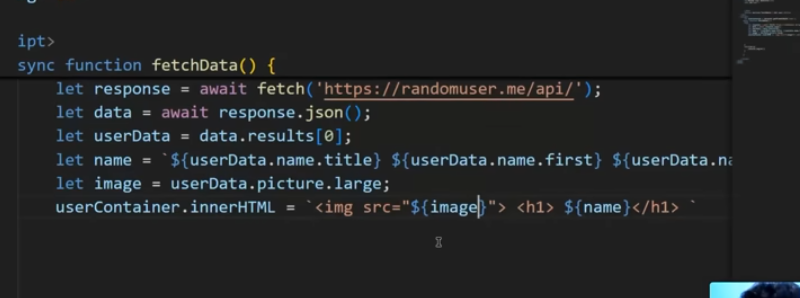 ipt>
sync function fetchData() {
let response = await fetch('https://randomuser.me/api/');
let data = await response.json();
let userData = data.results[0];
let name = `${userData.name.title} ${userData.name.first} ${userData.na
let image = userData.picture.large;
userContainer.innerHTML = `<img src="${image}"> <h1> ${name}</h1> `